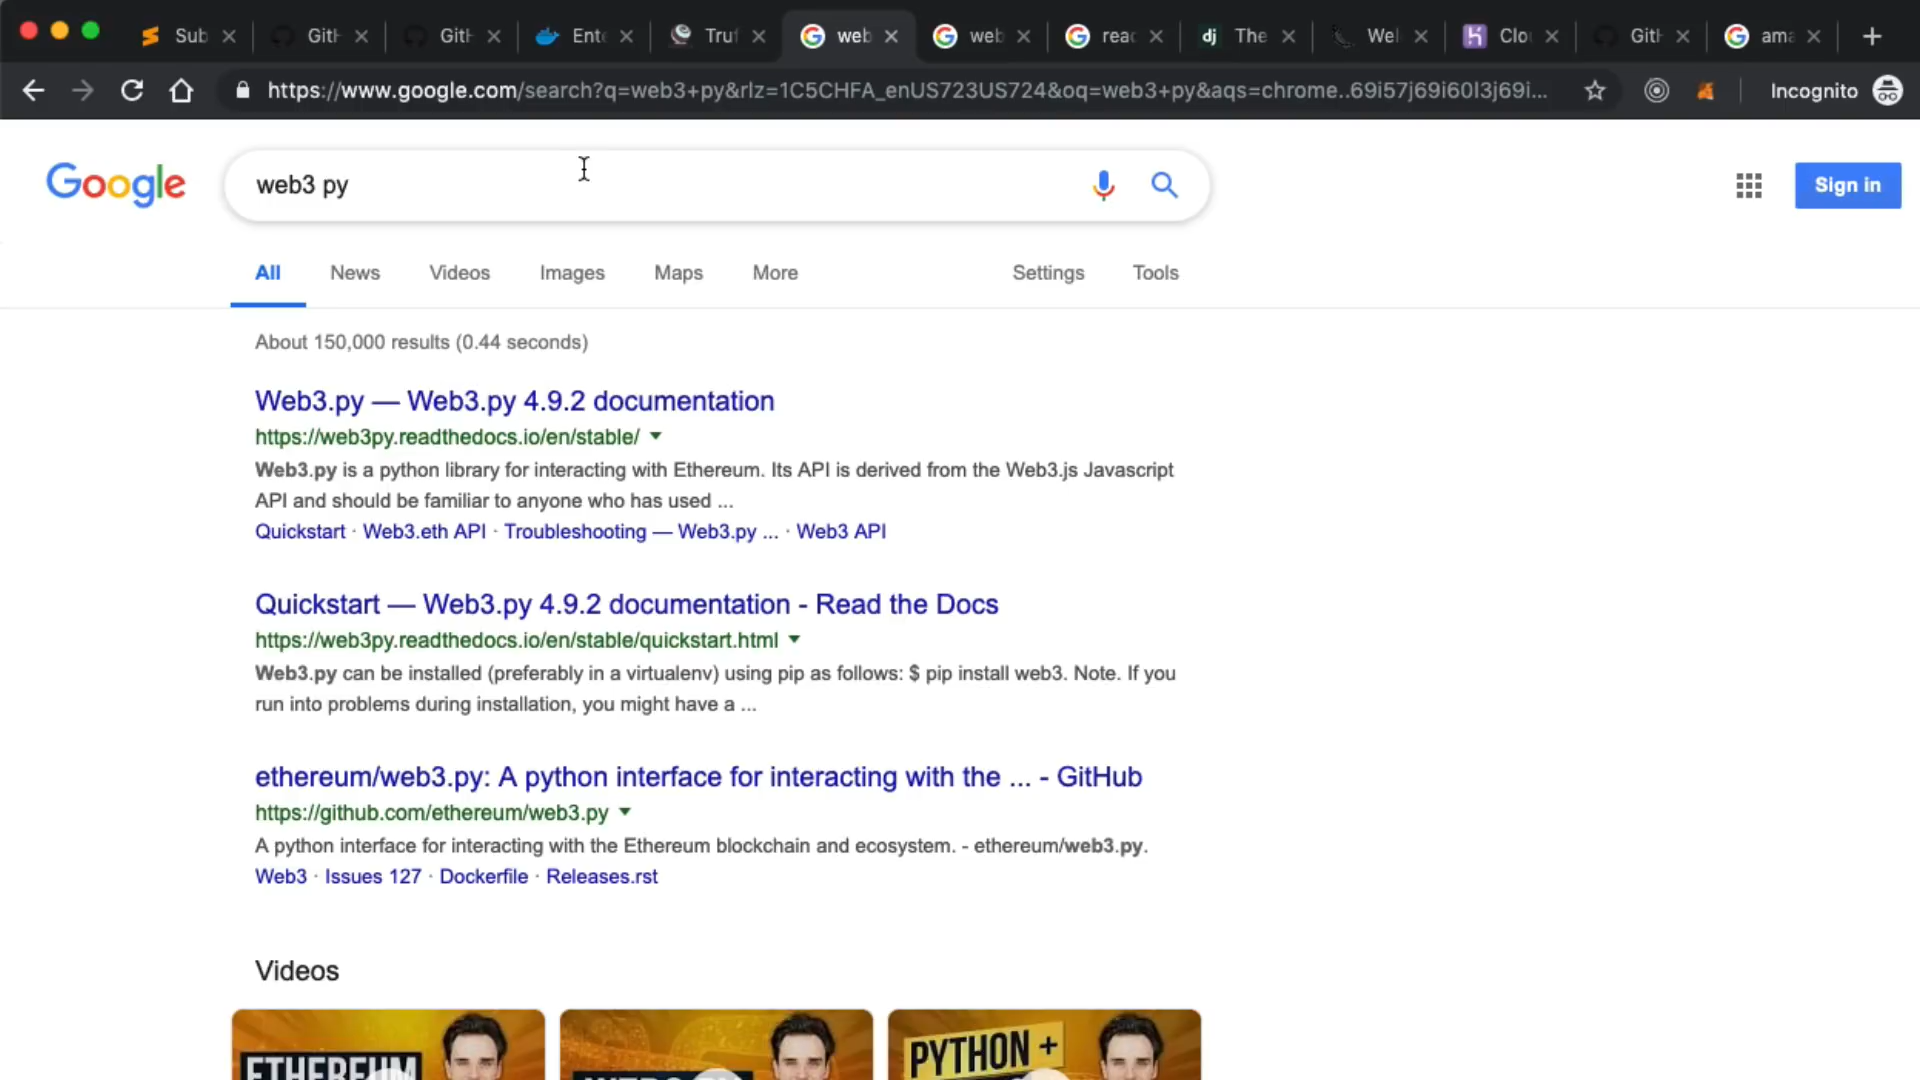 Sub
GitH
GitH
Ente
Truf
web
web
reac
dj
The
Wel
Clou
GitH
ama
https://www.google.com/search?q=web3+py&rlz=1C5CHFA_enUS723US724&oq=web3+py&aqs=chrome..69i57j69i60l3j69i...
Incognito
Google
web3 py
Sign in
All News Videos Images Maps More Settings Tools
About 150,000 results (0.44 seconds)
Web3.py — Web3.py 4.9.2 documentation
https://web3py.readthedocs.io/en/stable/
Web3.py is a python library for interacting with Ethereum. Its API is derived from the Web3.js Javascript
API and should be familiar to anyone who has used ...
Quickstart · Web3.eth API · Troubleshooting — Web3.py ... · Web3 API
Quickstart — Web3.py 4.9.2 documentation - Read the Docs
https://web3py.readthedocs.io/en/stable/quickstart.html
Web3.py can be installed (preferably in a virtualenv) using pip as follows: $ pip install web3. Note. If you
run into problems during installation, you might have a ...
ethereum/web3.py: A python interface for interacting with the ... - GitHub
https://github.com/ethereum/web3.py
A python interface for interacting with the Ethereum blockchain and ecosystem. - ethereum/web3.py.
Web3 · Issues 127 · Dockerfile · Releases.rst
Videos
ETHEREUM
PYTHON +